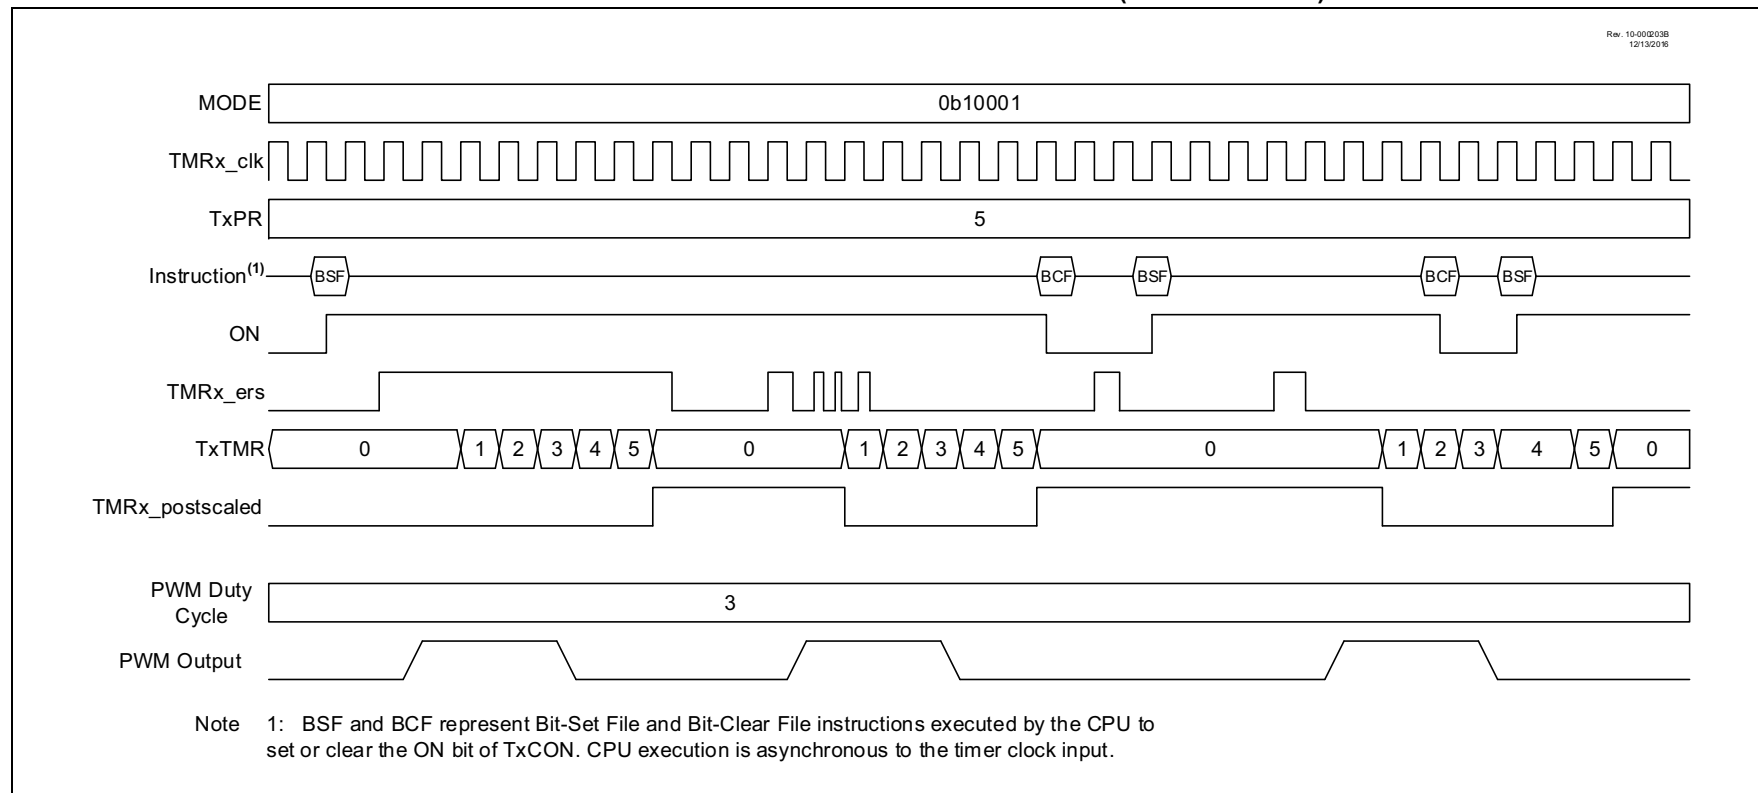 Rev. 10-000203B
12/13/2016
MODE 0b10001
TMRx_clk
TxPR 5
Instruction(1) BSF BCF BSF BCF BSF
ON
TMRx_ers
TxTMR 0 1 2 3 4 5 0 1 2 3 4 5 0 1 2 3 4 5 0
TMRx_postscaled
PWM Duty
Cycle 3
PWM Output
Note 1: BSF and BCF represent Bit-Set File and Bit-Clear File instructions executed by the CPU to
set or clear the ON bit of TxCON. CPU execution is asynchronous to the timer clock input.